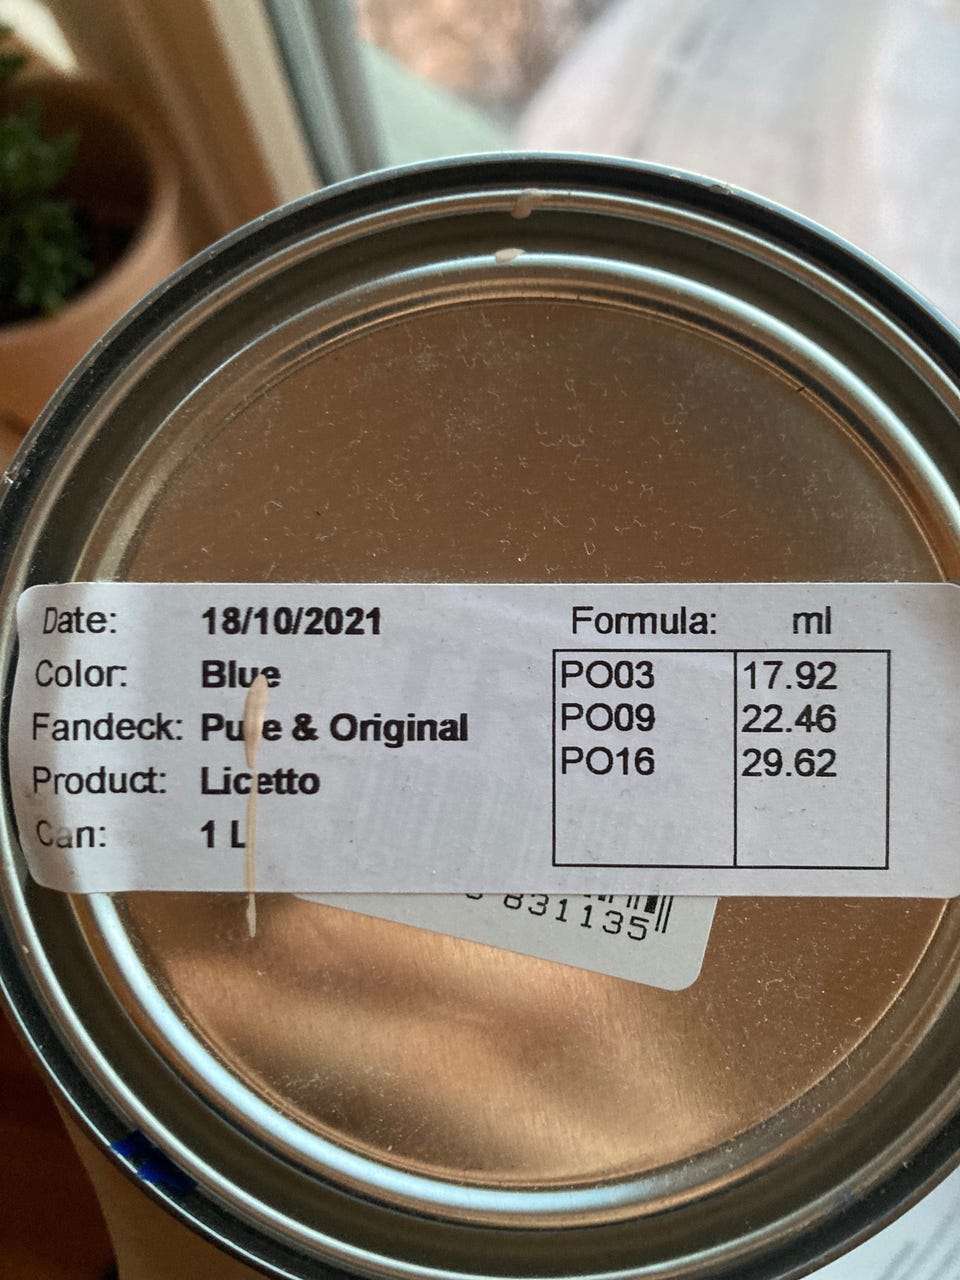 Date: 18/10/2021
Color: Blue
Fandeck: Pure & Original
Product: Licetto
Can: 1 L
Formula: ml
PO03 17.92
PO09 22.46
PO16 29.62
831135